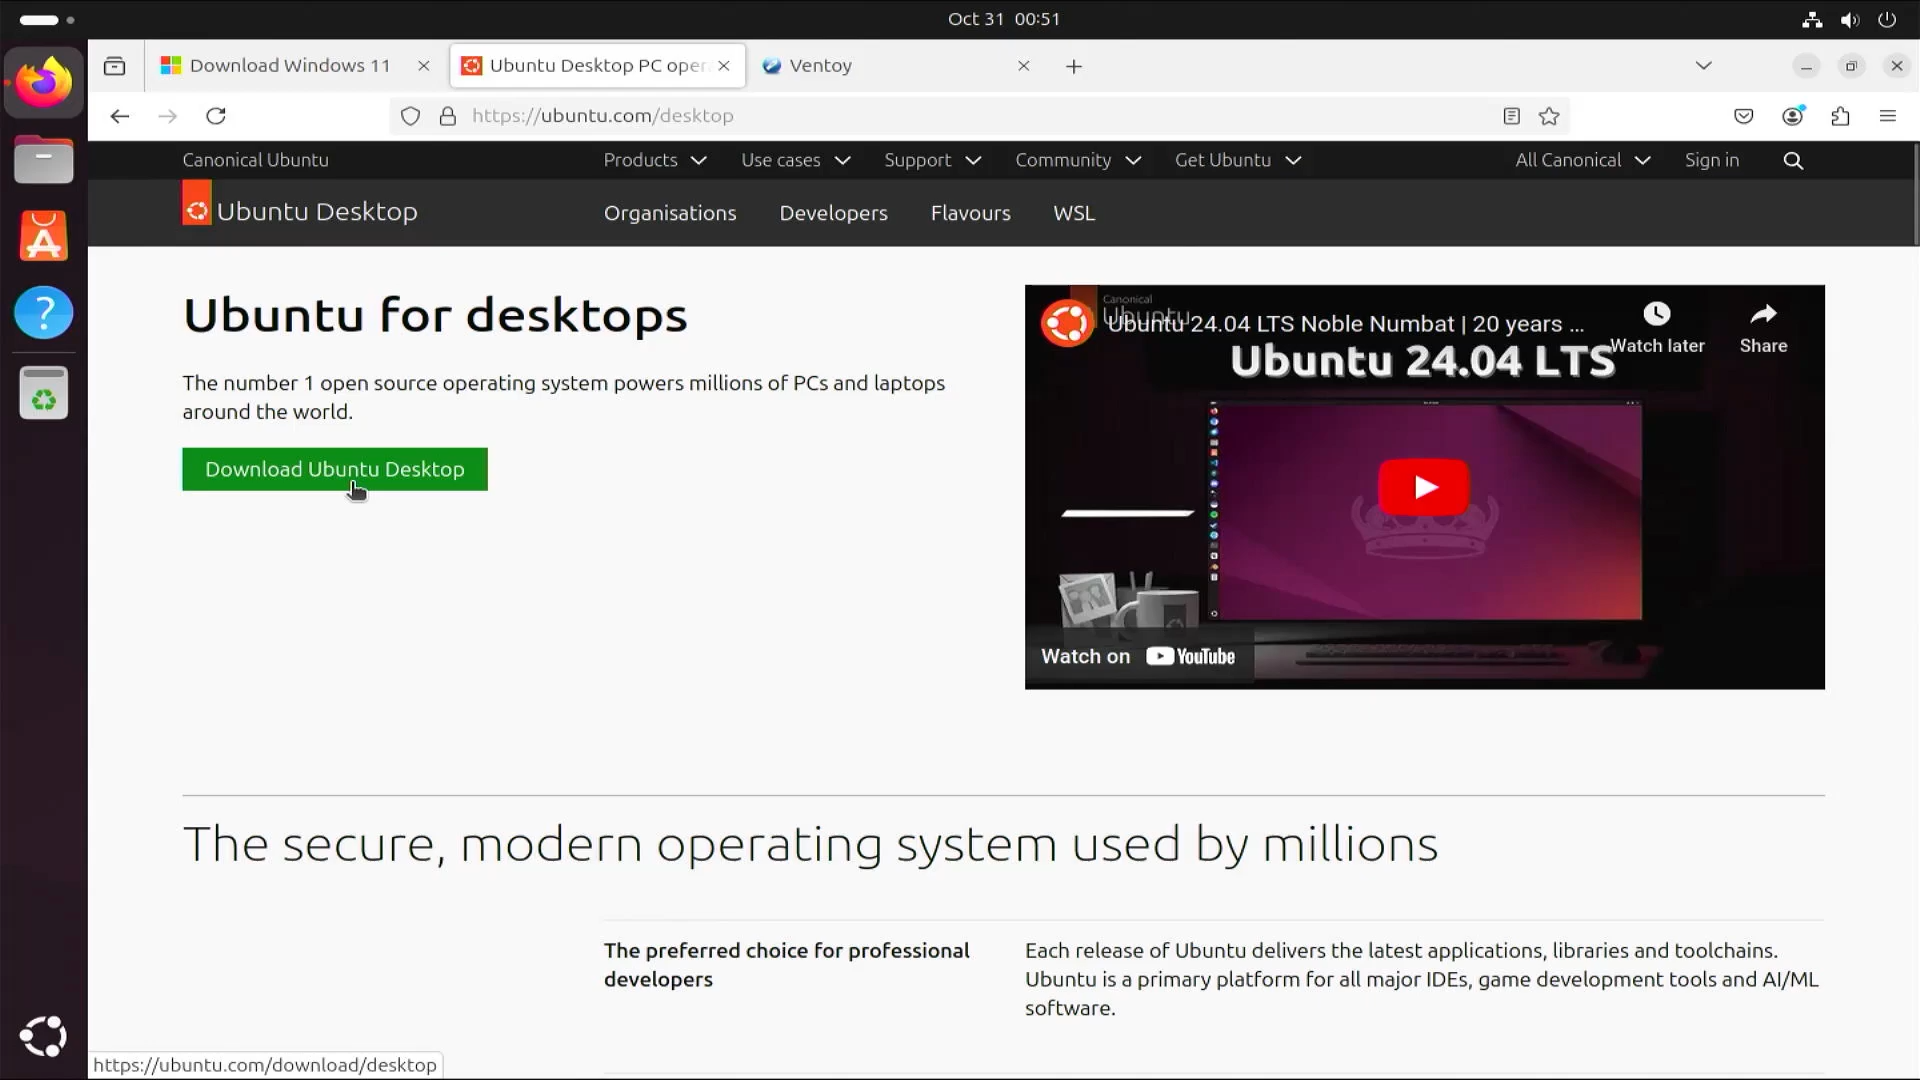 Oct 31 00:51
Download Windows 11
Ubuntu Desktop PC oper
Ventoy
https://ubuntu.com/desktop
Canonical Ubuntu
Products
Use cases
Support
Community
Get Ubuntu
All Canonical
Sign in
Ubuntu Desktop
Organisations
Developers
Flavours
WSL
Ubuntu for desktops
The number 1 open source operating system powers millions of PCs and laptops
around the world.
Download Ubuntu Desktop
Canonical
Ubuntu
Ubuntu 24.04 LTS Noble Numbat | 20 years ...
Watch later
Share
Ubuntu 24.04 LTS
Watch on YouTube
The secure, modern operating system used by millions
The preferred choice for professional
developers
Each release of Ubuntu delivers the latest applications, libraries and toolchains.
Ubuntu is a primary platform for all major IDEs, game development tools and AI/ML
software.
https://ubuntu.com/download/desktop